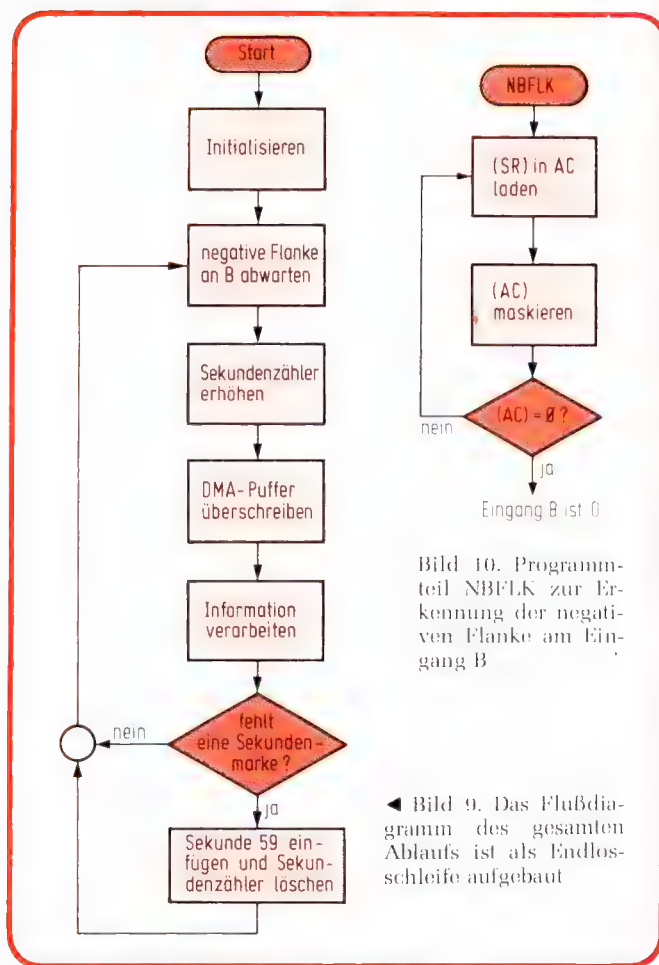 Start
Initialisieren
negative Flanke
an B abwarten
Sekundenzähler
erhöhen
DMA-Puffer
überschreiben
Information
verarbeiten
fehlt
eine Sekunden-
marke?
nein
ja
Sekunde 59 ein-
fügen und Sekun-
denzähler löschen
NBFLK
(SR) in AC
laden
(AC)
maskieren
(AC) = Ø ?
nein
ja
Eingang B ist 0
Bild 10. Programm-
teil NBFLK zur Er-
kennung der negati-
ven Flanke am Ein-
gang B
◄ Bild 9. Das Flußdia-
gramm des gesamten
Ablaufs ist als Endlos-
schleife aufgebaut